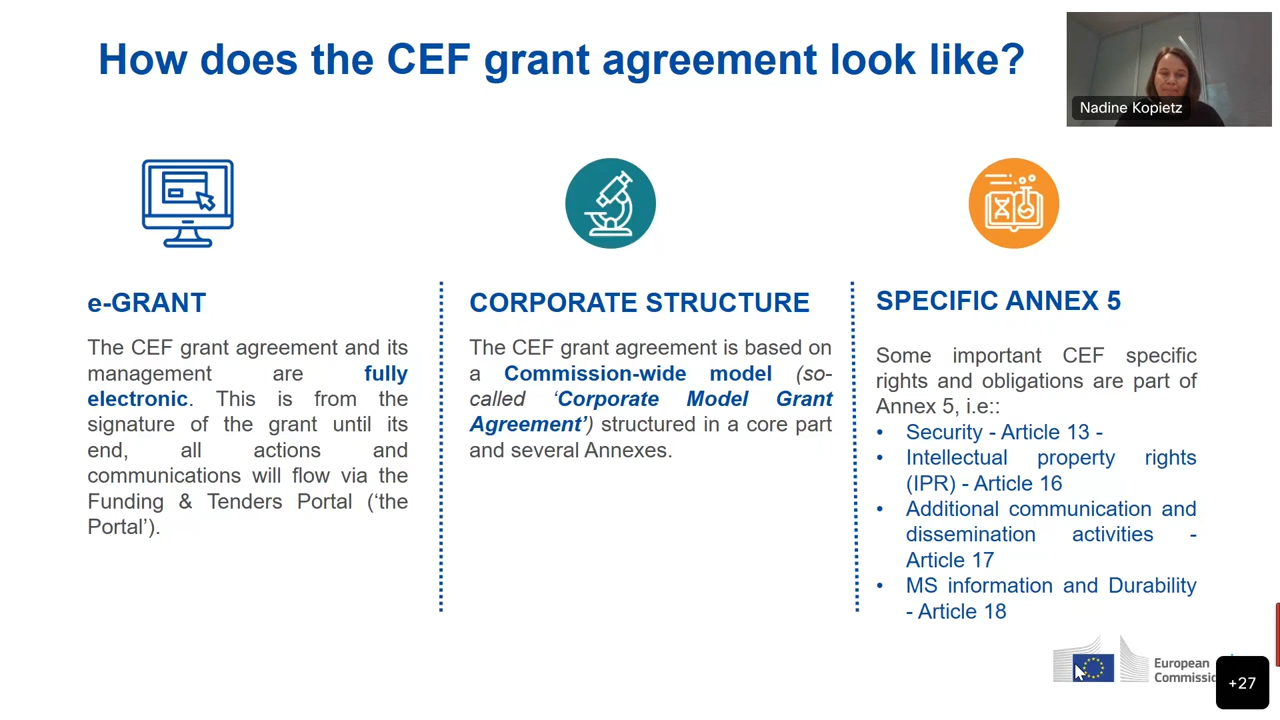 How does the CEF grant agreement look like?
Nadine Kopietz
e-GRANT
The CEF grant agreement and its
management are fully
electronic. This is from the
signature of the grant until its
end, all actions and
communications will flow via the
Funding & Tenders Portal (‘the
Portal’).
CORPORATE STRUCTURE
The CEF grant agreement is based on
a Commission-wide model (so-
called ‘Corporate Model Grant
Agreement’) structured in a core part
and several Annexes.
SPECIFIC ANNEX 5
Some important CEF specific
rights and obligations are part of
Annex 5, i.e::
• Security - Article 13 -
• Intellectual property rights
(IPR) - Article 16
• Additional communication and
dissemination activities -
Article 17
• MS information and Durability
- Article 18
European
+27